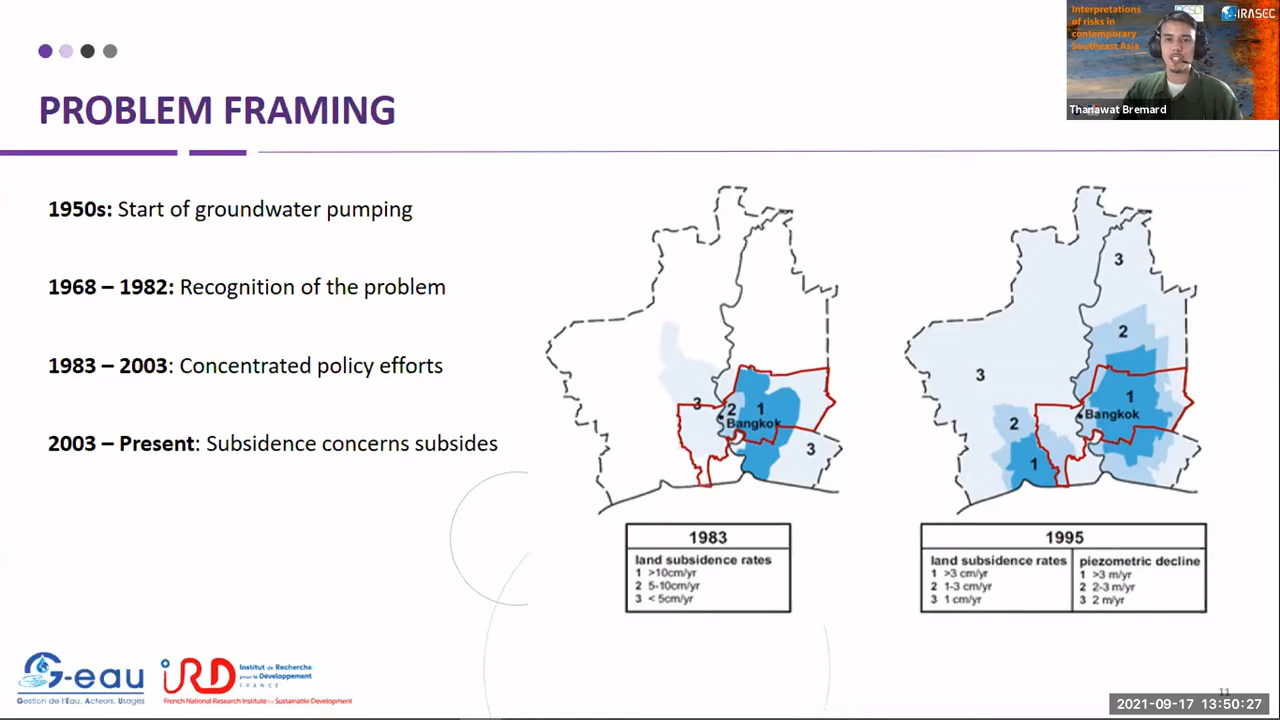 PROBLEM FRAMING
1950s: Start of groundwater pumping
1968 – 1982: Recognition of the problem
1983 – 2003: Concentrated policy efforts
2003 – Present: Subsidence concerns subsides
3
2
1
Bangkok
3
1983
land subsidence rates
1 >10cm/yr
2 5-10cm/yr
3 < 5cm/yr
3
2
3
1
Bangkok
2
1
1995
land subsidence rates
1 >3 cm/yr
2 1-3 cm/yr
3 1 cm/yr
piezometric decline
1 >3 m/yr
2 2-3 m/yr
3 2 m/yr
Interpretations
of risks in
contemporary
Southeast Asia
IRASEC
Thanawat Bremard
G-eau
Gestion de l'Eau, Acteurs, Usages
IRD
Institut de Recherche
pour le Développement
FRANCE
French National Research Institute for Sustainable Development
11
2021-09-17 13:50:27